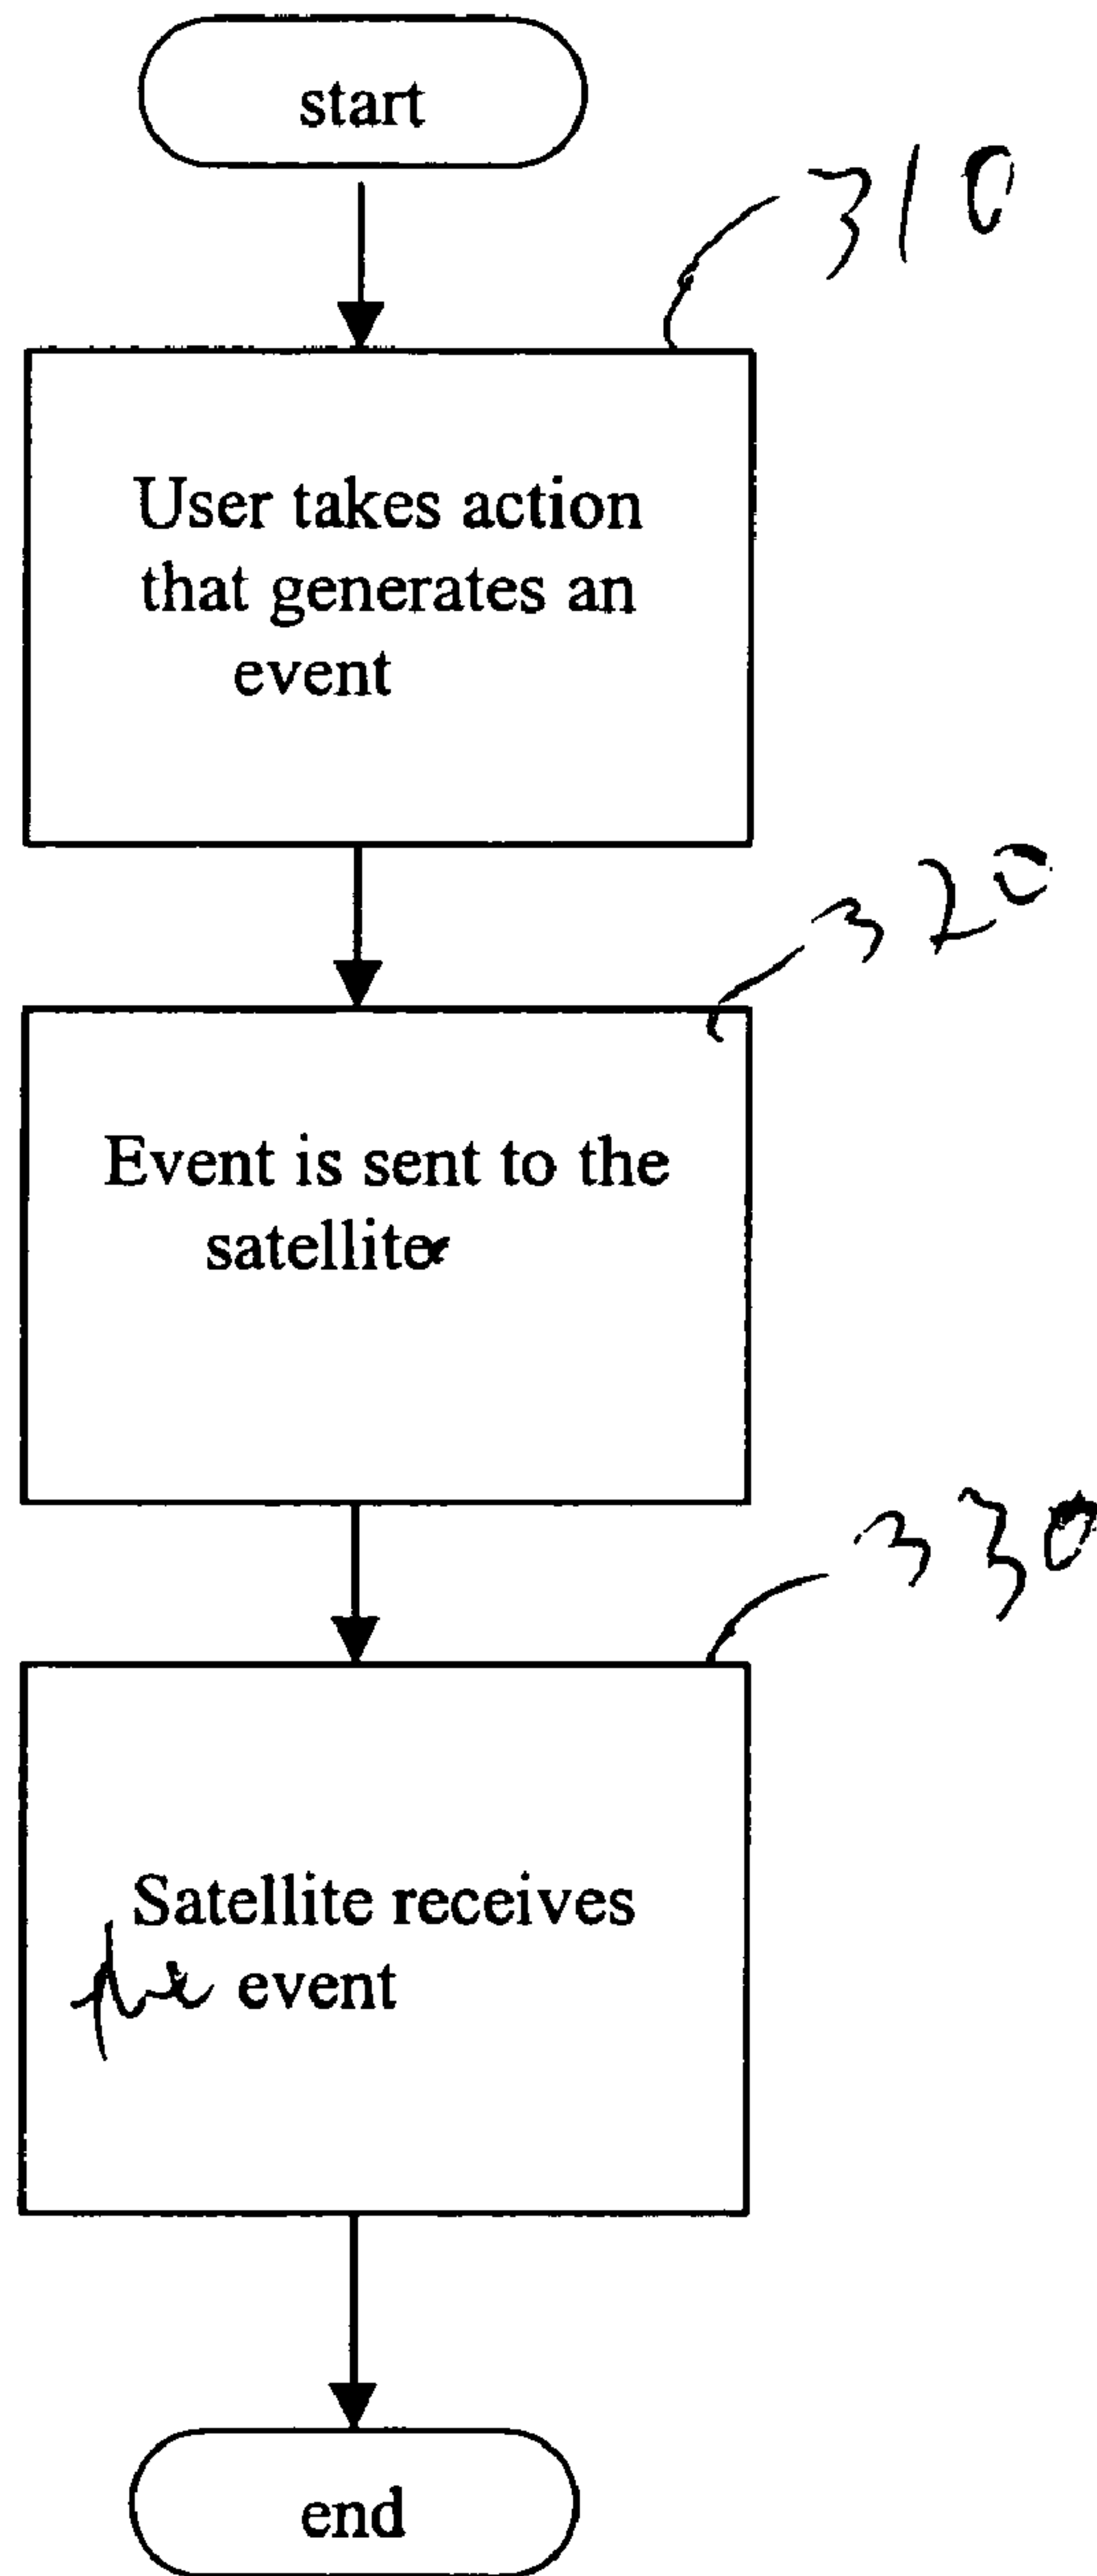 start
310
User takes action
that generates an
event
320
Event is sent to the
satellite
330
Satellite receives
the event
end